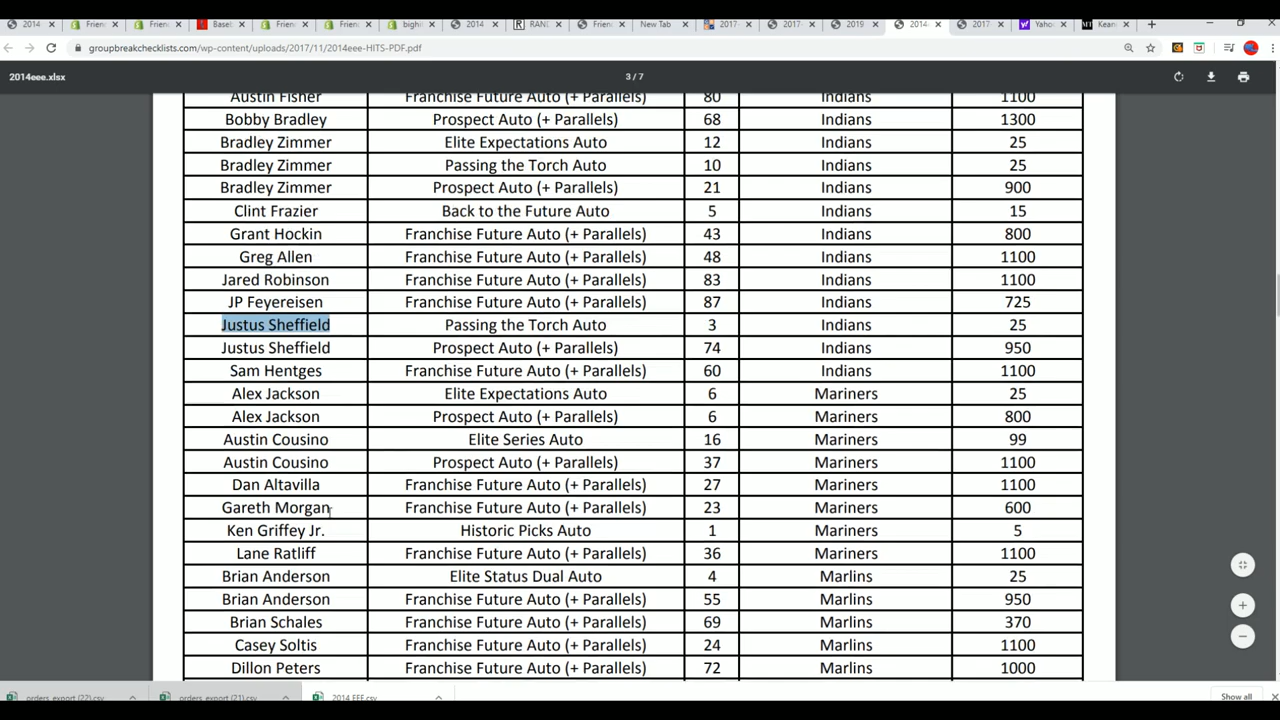 2014 Friend Friend Baseb Friend Friend bighit 2014 RAND Friend New Tab 2017- 2017- 2019 2014- 2017- Yahoo Kean
groupbreakchecklists.com/wp-content/uploads/2017/11/2014eee-HITS-PDF.pdf
2014eee.xlsx 3 / 7
Austin Fisher Franchise Future Auto (+ Parallels) 80 Indians 1100
Bobby Bradley Prospect Auto (+ Parallels) 68 Indians 1300
Bradley Zimmer Elite Expectations Auto 12 Indians 25
Bradley Zimmer Passing the Torch Auto 10 Indians 25
Bradley Zimmer Prospect Auto (+ Parallels) 21 Indians 900
Clint Frazier Back to the Future Auto 5 Indians 15
Grant Hockin Franchise Future Auto (+ Parallels) 43 Indians 800
Greg Allen Franchise Future Auto (+ Parallels) 48 Indians 1100
Jared Robinson Franchise Future Auto (+ Parallels) 83 Indians 1100
JP Feyereisen Franchise Future Auto (+ Parallels) 87 Indians 725
Justus Sheffield Passing the Torch Auto 3 Indians 25
Justus Sheffield Prospect Auto (+ Parallels) 74 Indians 950
Sam Hentges Franchise Future Auto (+ Parallels) 60 Indians 1100
Alex Jackson Elite Expectations Auto 6 Mariners 25
Alex Jackson Prospect Auto (+ Parallels) 6 Mariners 800
Austin Cousino Elite Series Auto 16 Mariners 99
Austin Cousino Prospect Auto (+ Parallels) 37 Mariners 1100
Dan Altavilla Franchise Future Auto (+ Parallels) 27 Mariners 1100
Gareth Morgan Franchise Future Auto (+ Parallels) 23 Mariners 600
Ken Griffey Jr. Historic Picks Auto 1 Mariners 5
Lane Ratliff Franchise Future Auto (+ Parallels) 36 Mariners 1100
Brian Anderson Elite Status Dual Auto 4 Marlins 25
Brian Anderson Franchise Future Auto (+ Parallels) 55 Marlins 950
Brian Schales Franchise Future Auto (+ Parallels) 69 Marlins 370
Casey Soltis Franchise Future Auto (+ Parallels) 24 Marlins 1100
Dillon Peters Franchise Future Auto (+ Parallels) 72 Marlins 1000
orders_export (22).csv orders_export (21).csv 2014 EEE.csv Show all